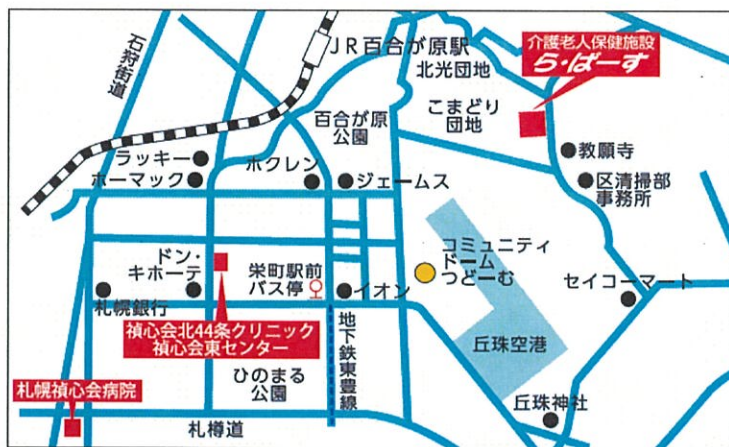 石狩街道
JR百合が原駅
北光団地
介護老人保健施設
ら・ぱーす
こまどり
団地
百合が原
公園
教願寺
ラッキー
ホーマック
ホクレン
ジェームス
区清掃部
事務所
ドン・
キホーテ
栄町駅前
バス停
コミュニティ
ドーム
つどーむ
イオン
セイコーマート
札幌銀行
禎心会北44条クリニック
禎心会東センター
地下鉄東豊線
丘珠空港
ひのまる
公園
札幌禎心会病院
丘珠神社
札樽道